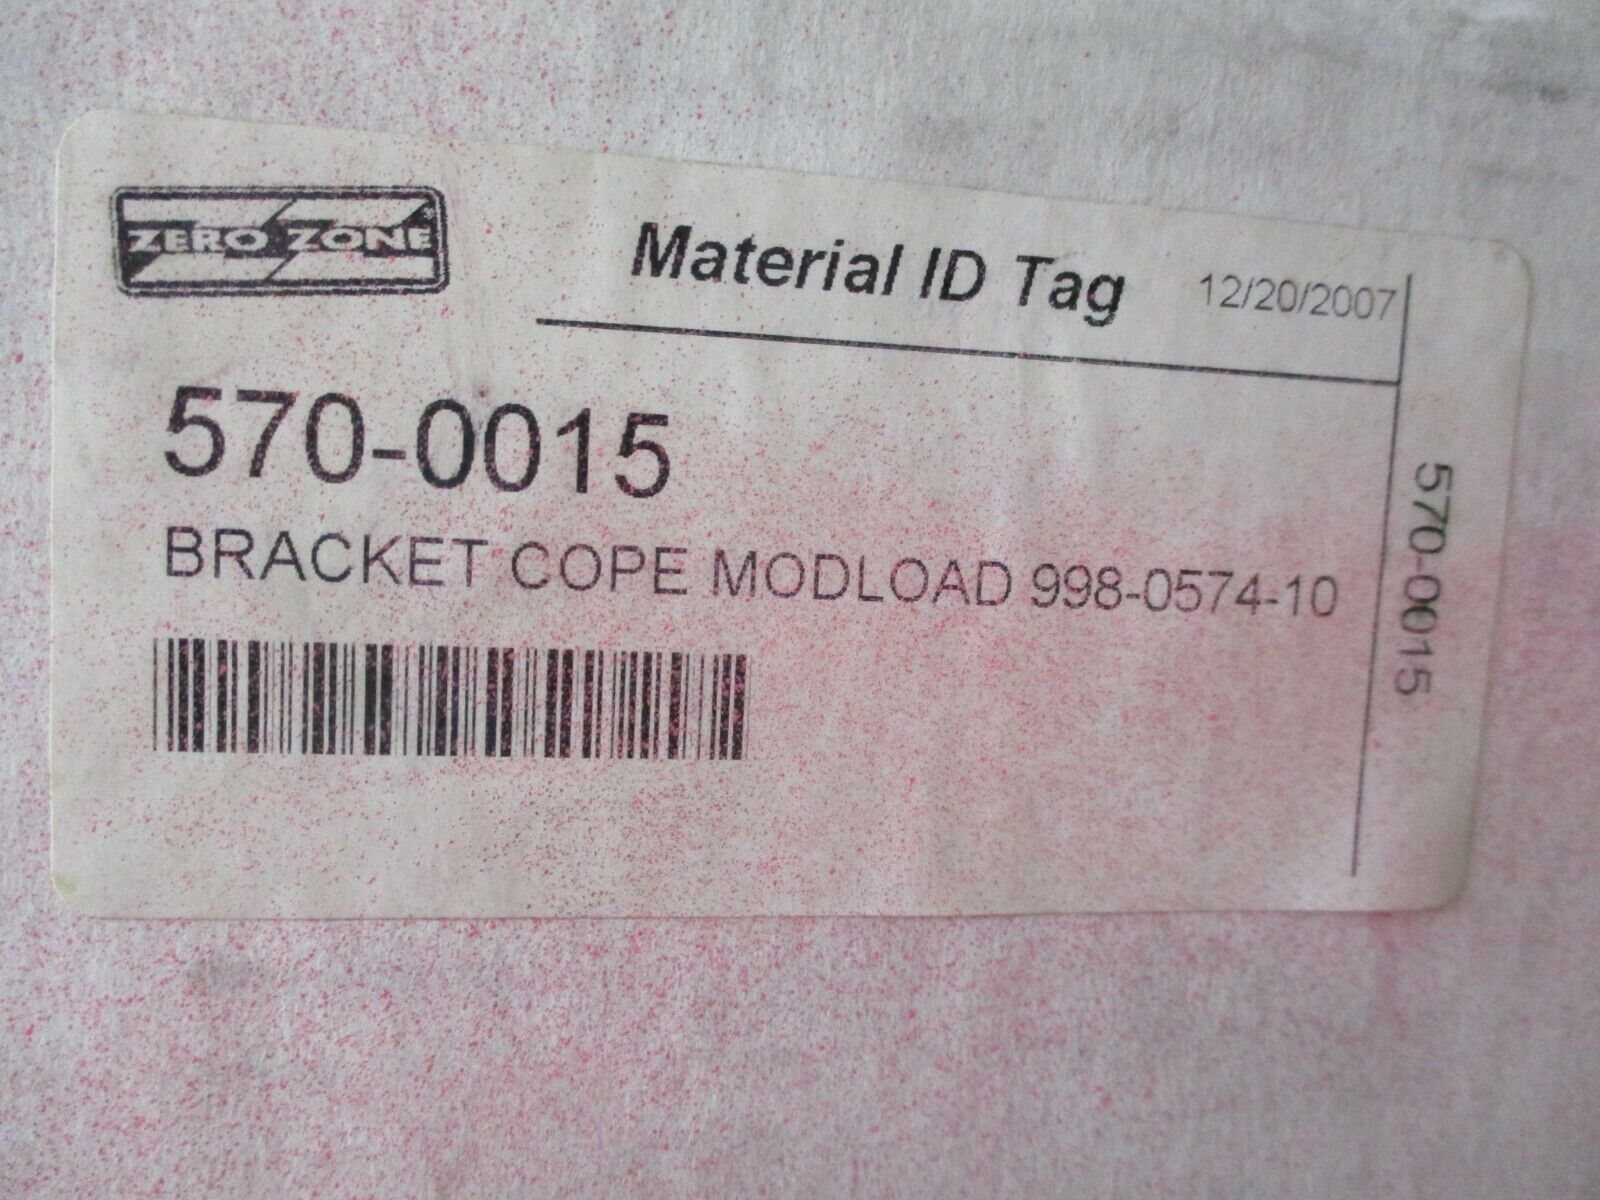 ZERO ZONE
Material ID Tag
12/20/2007
570-0015
BRACKET COPE MODLOAD 998-0574-10
570-0015